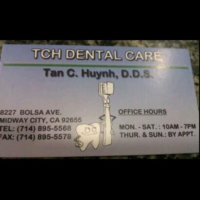 TCH DENTAL CARE
Tan C. Huynh, D.D.S.
8227 BOLSA AVE.
MIDWAY CITY, CA 92655
TEL: (714) 895-5560
FAX: (714) 895-5578
OFFICE HOURS
MON. - SAT. : 10AM - 7PM
THUR. & SUN.: BY APPT.